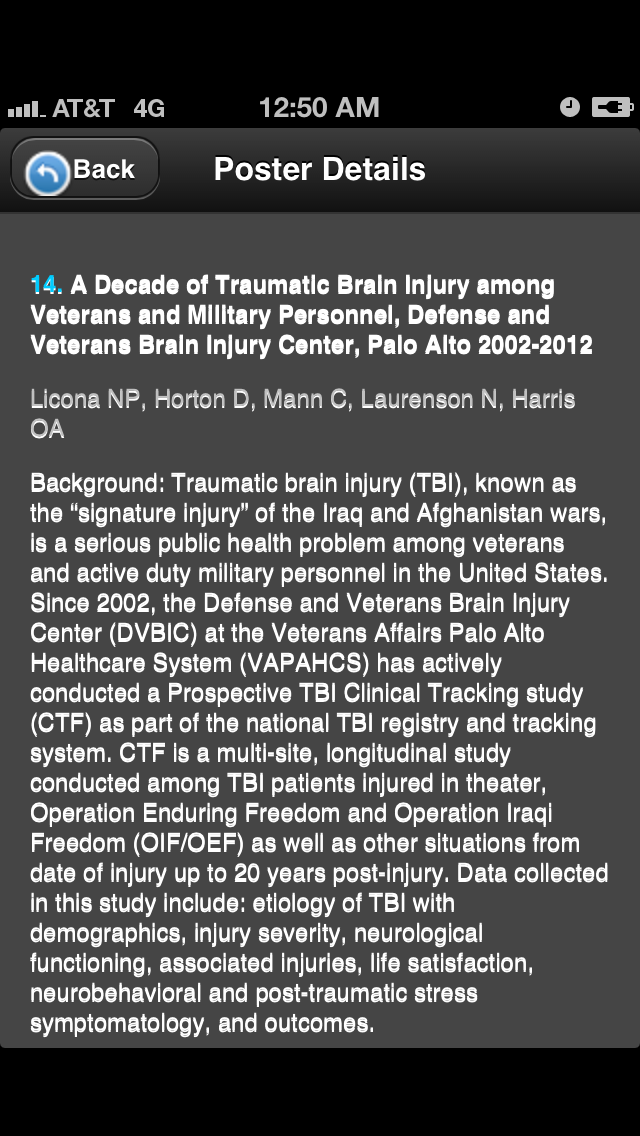 AT&T 4G 12:50 AM
Back Poster Details
14. A Decade of Traumatic Brain Injury among
Veterans and Military Personnel, Defense and
Veterans Brain Injury Center, Palo Alto 2002-2012
Licona NP, Horton D, Mann C, Laurenson N, Harris
OA
Background: Traumatic brain injury (TBI), known as
the “signature injury” of the Iraq and Afghanistan wars,
is a serious public health problem among veterans
and active duty military personnel in the United States.
Since 2002, the Defense and Veterans Brain Injury
Center (DVBIC) at the Veterans Affairs Palo Alto
Healthcare System (VAPAHCS) has actively
conducted a Prospective TBI Clinical Tracking study
(CTF) as part of the national TBI registry and tracking
system. CTF is a multi-site, longitudinal study
conducted among TBI patients injured in theater,
Operation Enduring Freedom and Operation Iraqi
Freedom (OIF/OEF) as well as other situations from
date of injury up to 20 years post-injury. Data collected
in this study include: etiology of TBI with
demographics, injury severity, neurological
functioning, associated injuries, life satisfaction,
neurobehavioral and post-traumatic stress
symptomatology, and outcomes.